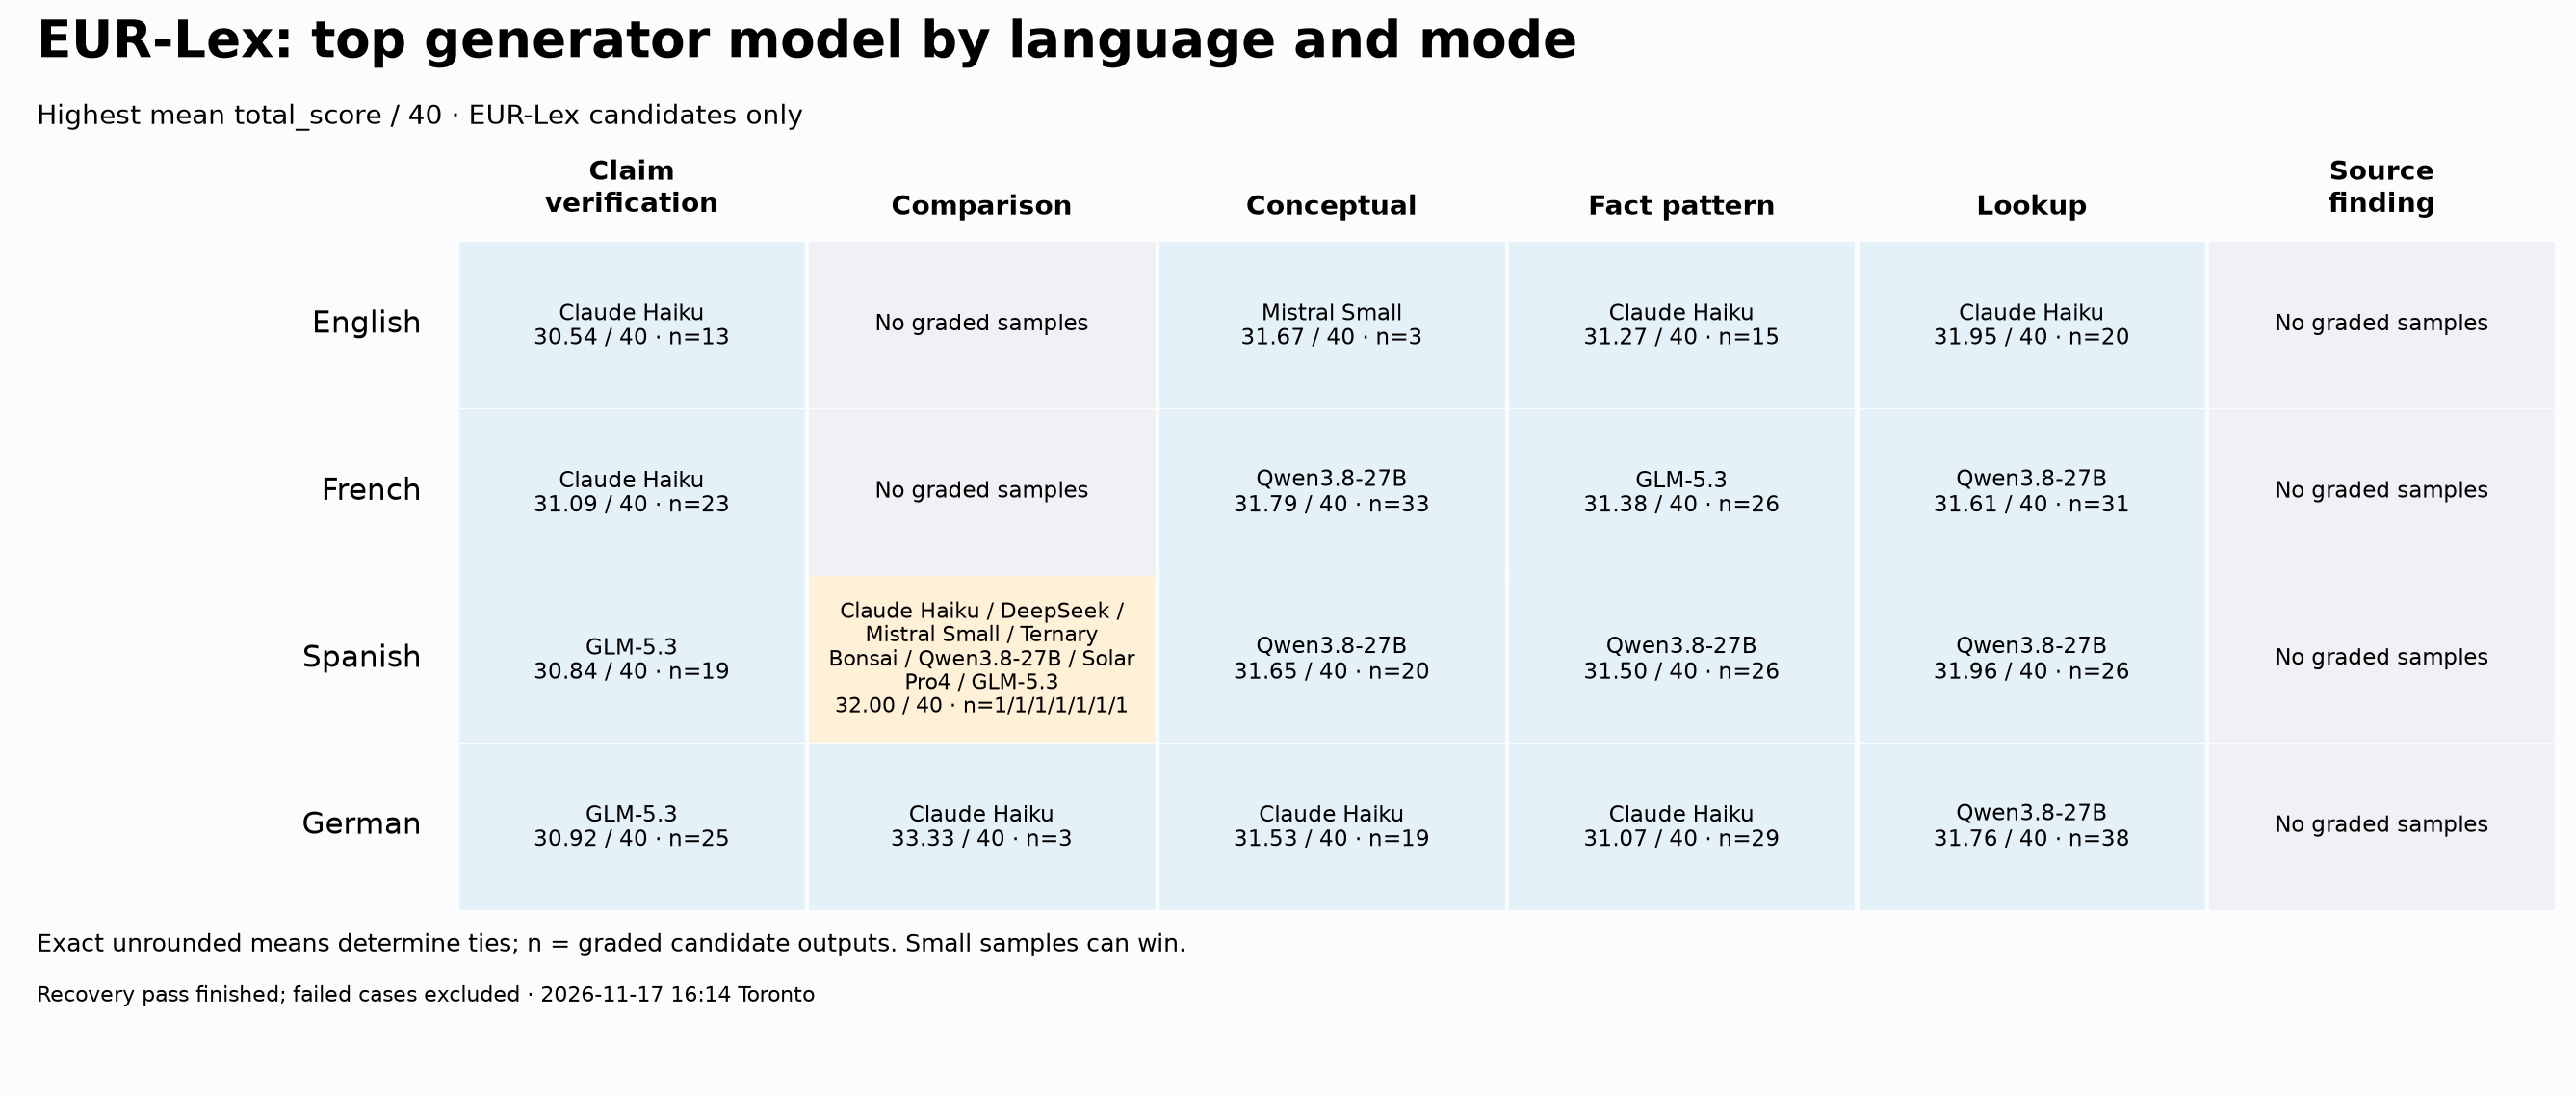 EUR-Lex: top generator model by language and mode
Highest mean total_score / 40 · EUR-Lex candidates only
Claim
verification
Comparison
Conceptual
Fact pattern
Lookup
Source
finding
English
Claude Haiku
30.54 / 40 · n=13
No graded samples
Mistral Small
31.67 / 40 · n=3
Claude Haiku
31.27 / 40 · n=15
Claude Haiku
31.95 / 40 · n=20
No graded samples
French
Claude Haiku
31.09 / 40 · n=23
No graded samples
Qwen3.8-27B
31.79 / 40 · n=33
GLM-5.3
31.38 / 40 · n=26
Qwen3.8-27B
31.61 / 40 · n=31
No graded samples
Spanish
GLM-5.3
30.84 / 40 · n=19
Claude Haiku / DeepSeek /
Mistral Small / Ternary
Bonsai / Qwen3.8-27B / Solar
Pro4 / GLM-5.3
32.00 / 40 · n=1/1/1/1/1/1/1
Qwen3.8-27B
31.65 / 40 · n=20
Qwen3.8-27B
31.50 / 40 · n=26
Qwen3.8-27B
31.96 / 40 · n=26
No graded samples
German
GLM-5.3
30.92 / 40 · n=25
Claude Haiku
33.33 / 40 · n=3
Claude Haiku
31.53 / 40 · n=19
Claude Haiku
31.07 / 40 · n=29
Qwen3.8-27B
31.76 / 40 · n=38
No graded samples
Exact unrounded means determine ties; n = graded candidate outputs. Small samples can win.
Recovery pass finished; failed cases excluded · 2026-11-17 16:14 Toronto